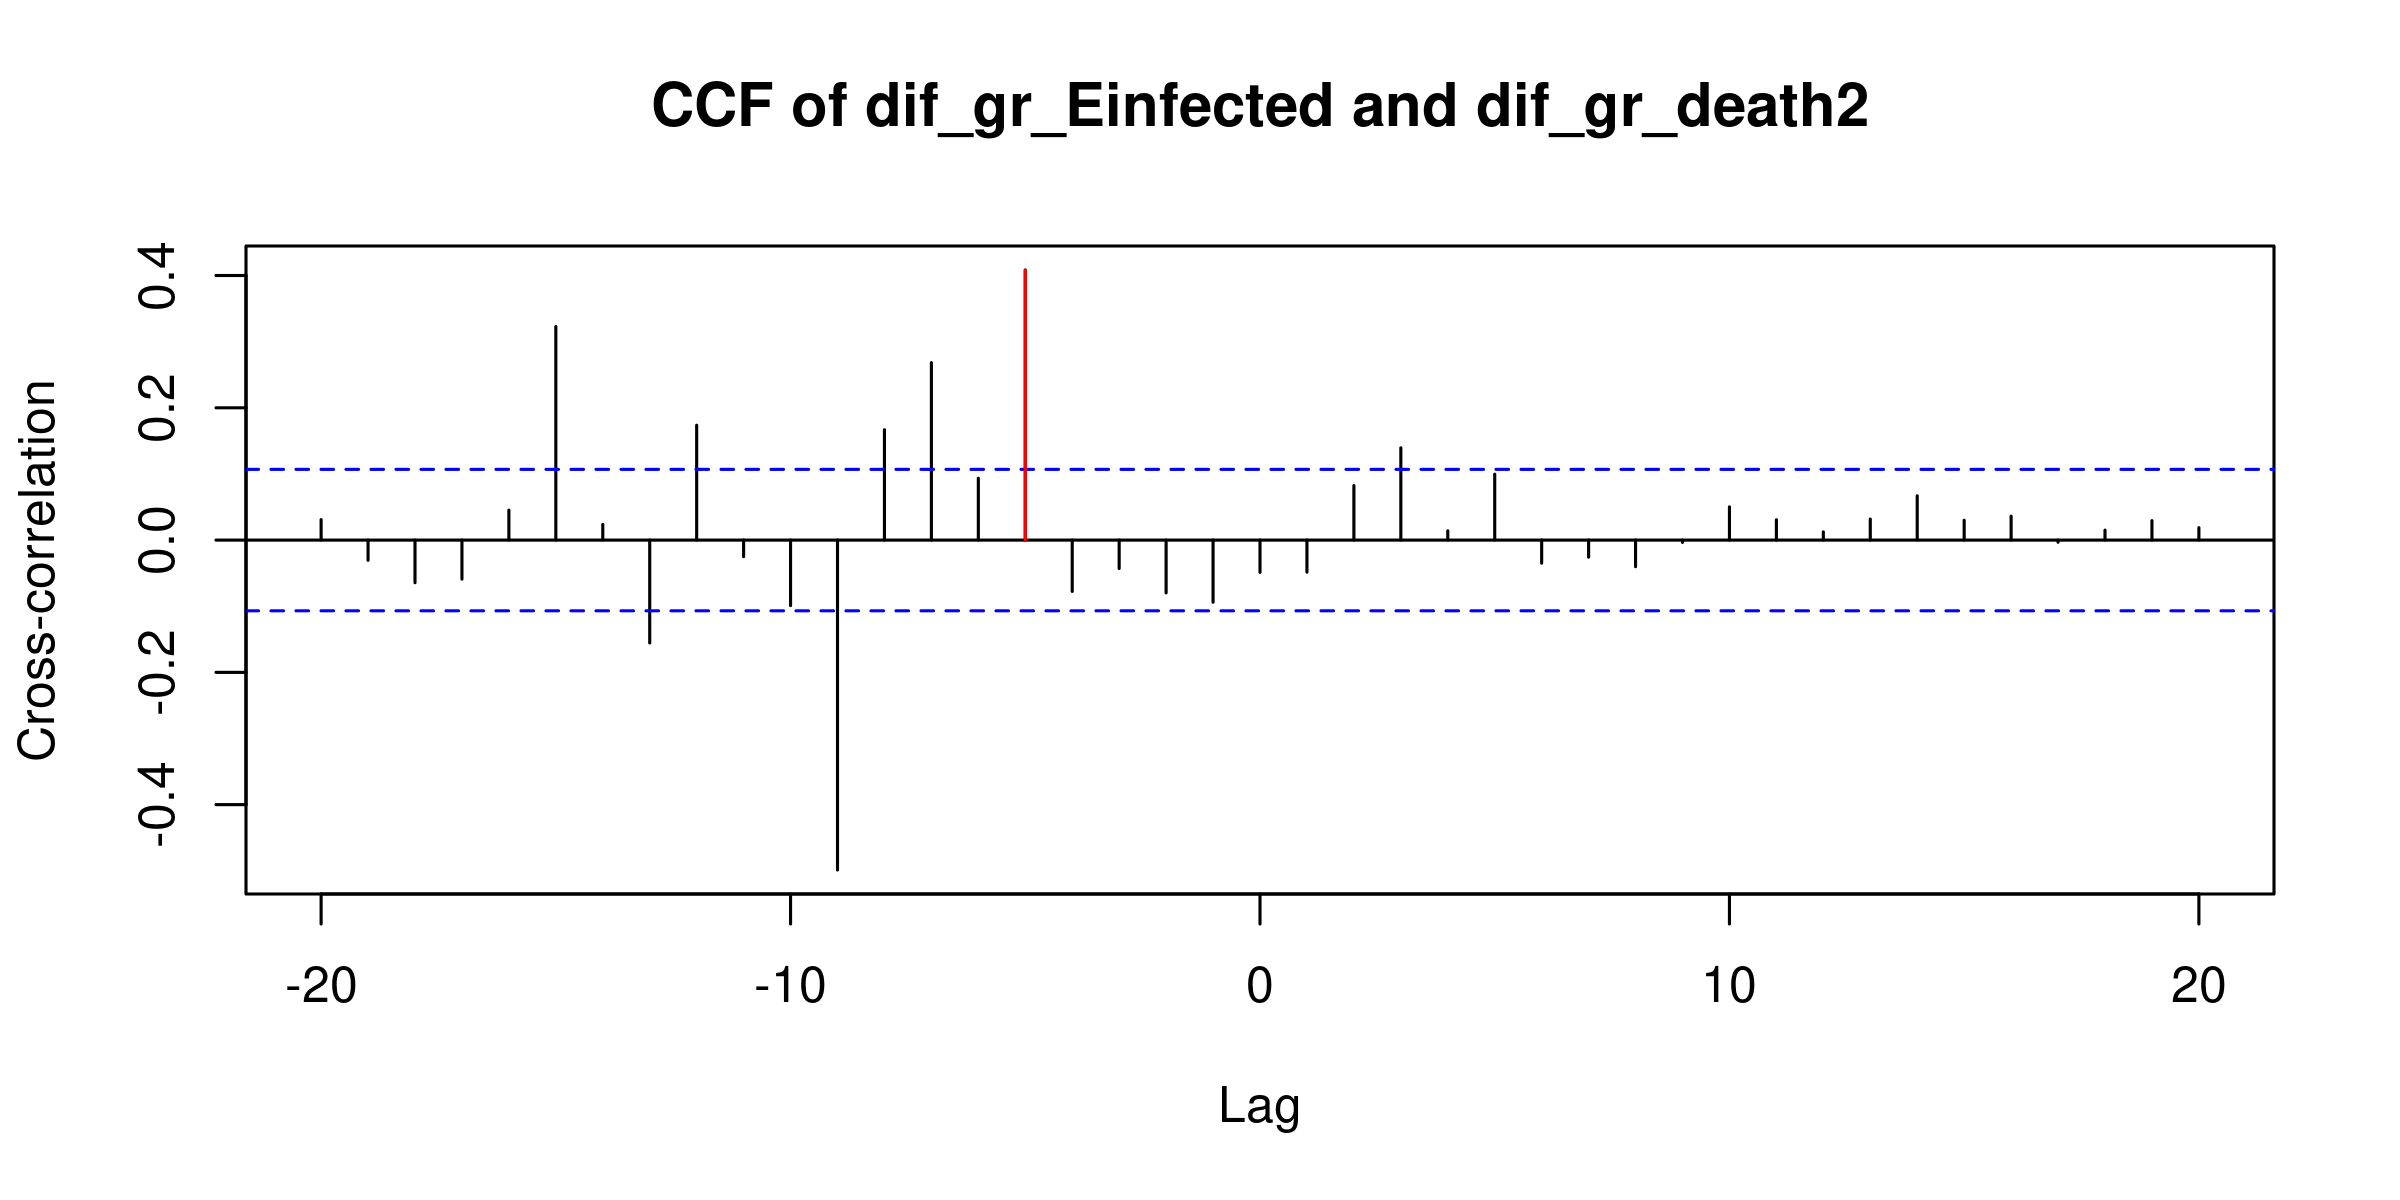 CCF of dif_gr_Einfected and dif_gr_death2
Cross-correlation
0.4
0.2
0.0
-0.2
-0.4
-20 -10 0 10 20
Lag